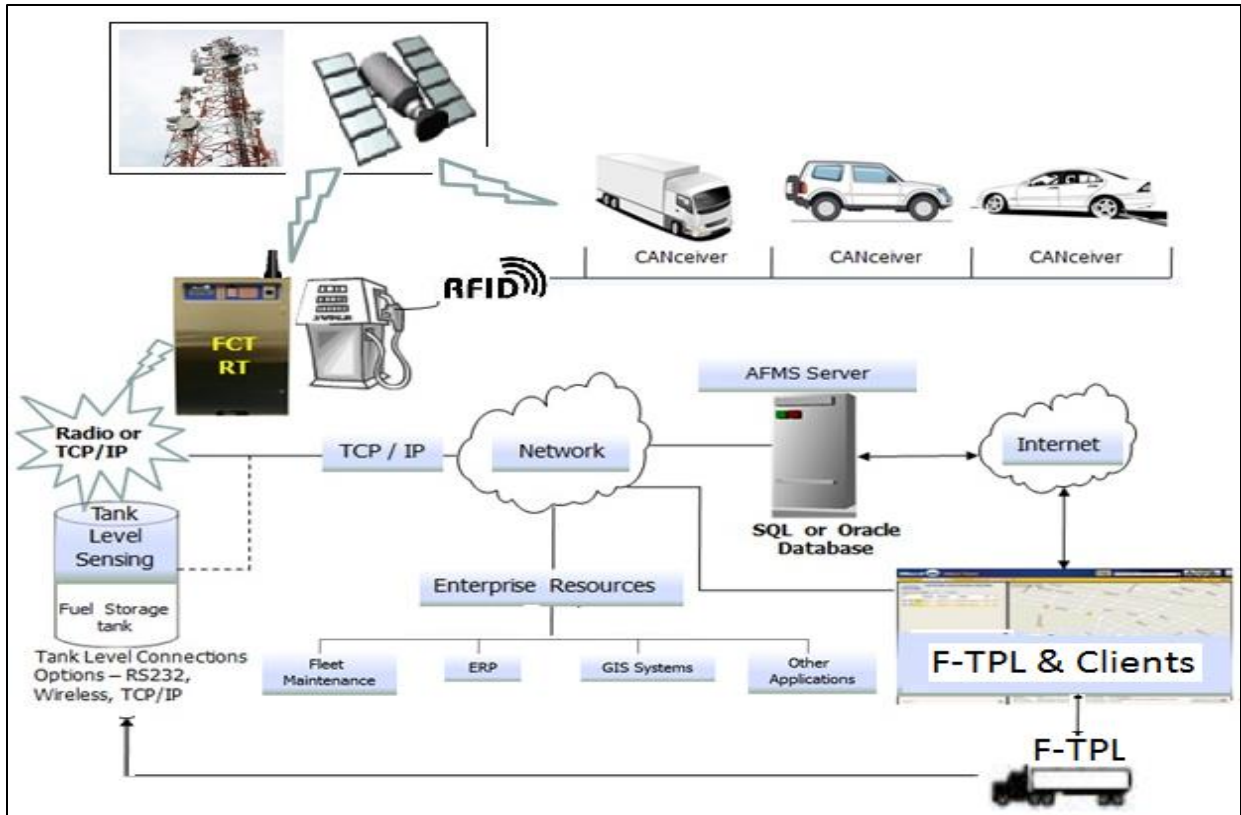 CANceiver
CANceiver
CANceiver
RFID
FCT
RT
AFMS Server
Radio or
TCP/IP
TCP / IP
Network
Internet
Tank
Level
Sensing
SQL or Oracle
Database
Enterprise Resources
Fuel Storage
tank
Tank Level Connections
Options – RS232,
Wireless, TCP/IP
Fleet
Maintenance
ERP
GIS Systems
Other
Applications
F-TPL & Clients
F-TPL